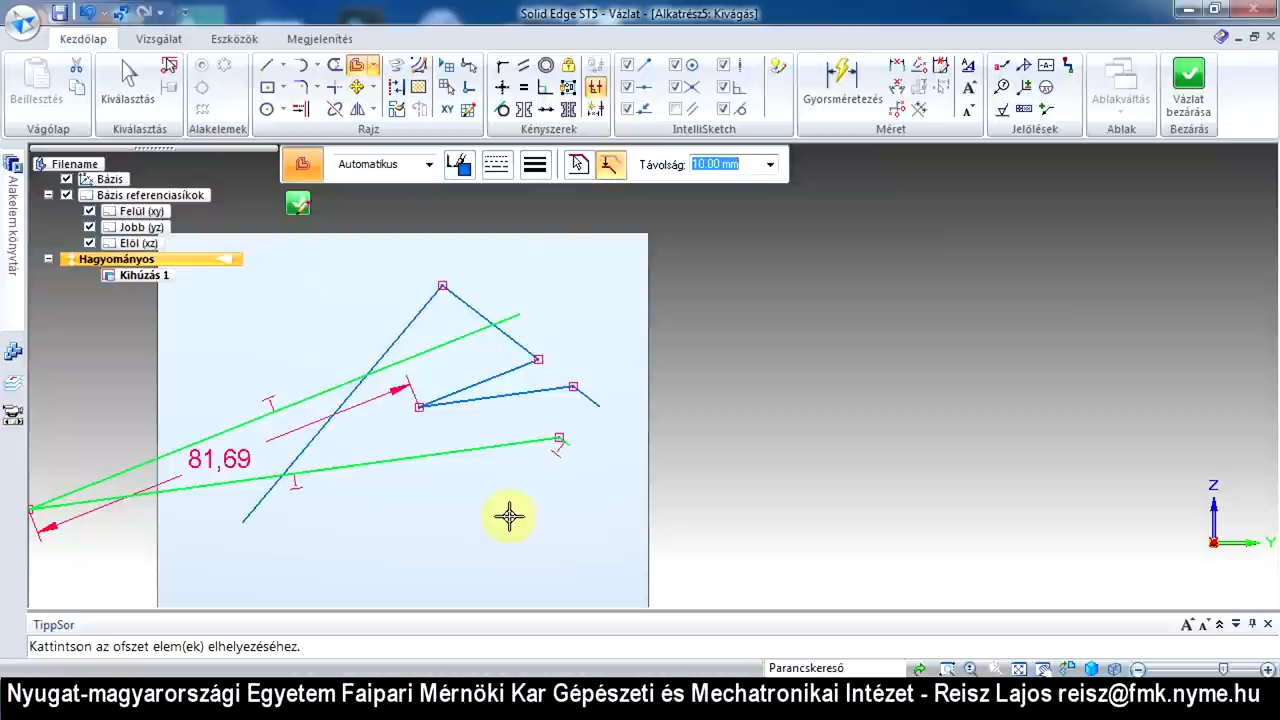 Solid Edge ST5 - Vázlat - [Alkatrész5: Kivágás]
Kezdőlap
Vizsgálat
Eszközök
Megjelenítés
Beillesztés
Kiválasztás
XY
Gyorsméretezés
Ablakváltás
Vázlat bezárása
Vágólap
Kiválasztás
Alakelemek
Rajz
Kényszerek
IntelliSketch
Méret
Jelölések
Ablak
Bezárás
Alakelem könyvtár
Filename
Bázis
Bázis referenciasíkok
Felül (xy)
Jobb (yz)
Elöl (xz)
Hagyományos
Kihúzás 1
Automatikus
Távolság:
10.00 mm
81,69
Z
Y
TippSor
Kattintson az ofszet elem(ek) elhelyezéséhez.
Parancskereső
Nyugat-magyarországi Egyetem Faipari Mérnöki Kar Gépészeti és Mechatronikai Intézet - Reisz Lajos reisz@fmk.nyme.hu